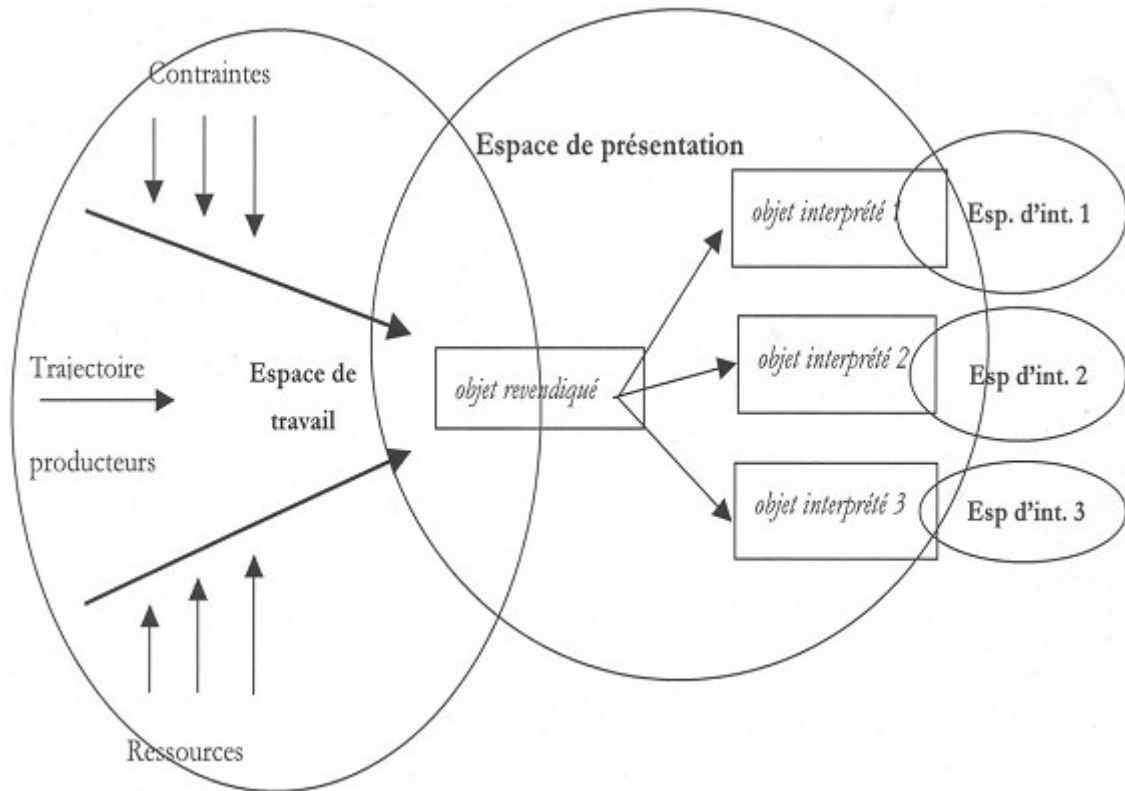 Contraintes
Espace de présentation
objet interprété 1
Esp. d'int. 1
Trajectoire
Espace de
travail
producteurs
objet revendiqué
objet interprété 2
Esp d'int. 2
objet interprété 3
Esp d'int. 3
Ressources